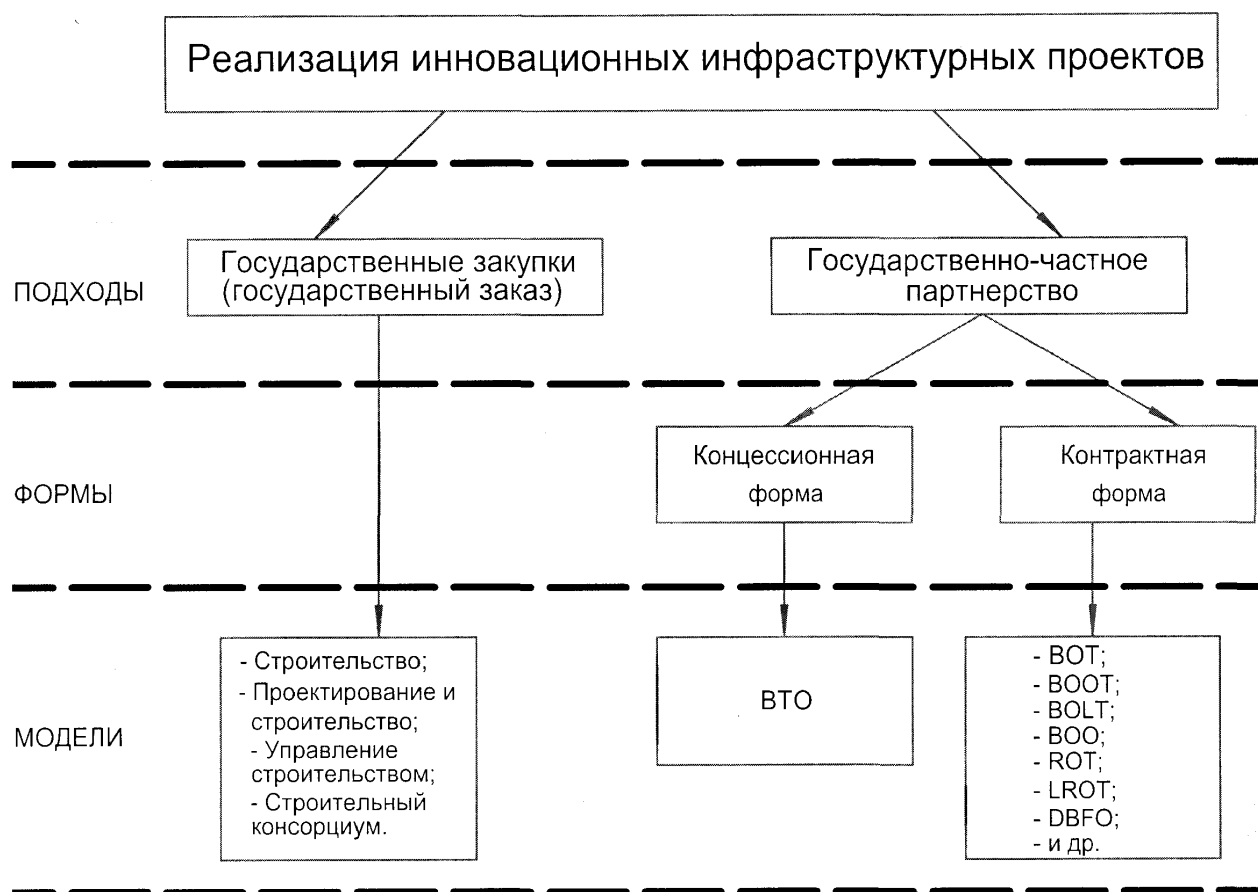 Реализация инновационных инфраструктурных проектов
ПОДХОДЫ
Государственные закупки
(государственный заказ)
Государственно-частное
партнерство
ФОРМЫ
Концессионная
форма
Контрактная
форма
МОДЕЛИ
- Строительство;
- Проектирование и
строительство;
- Управление
строительством;
- Строительный
консорциум.
BTO
- BOT;
- BOOT;
- BOLT;
- BOO;
- ROT;
- LROT;
- DBFO;
- и др.